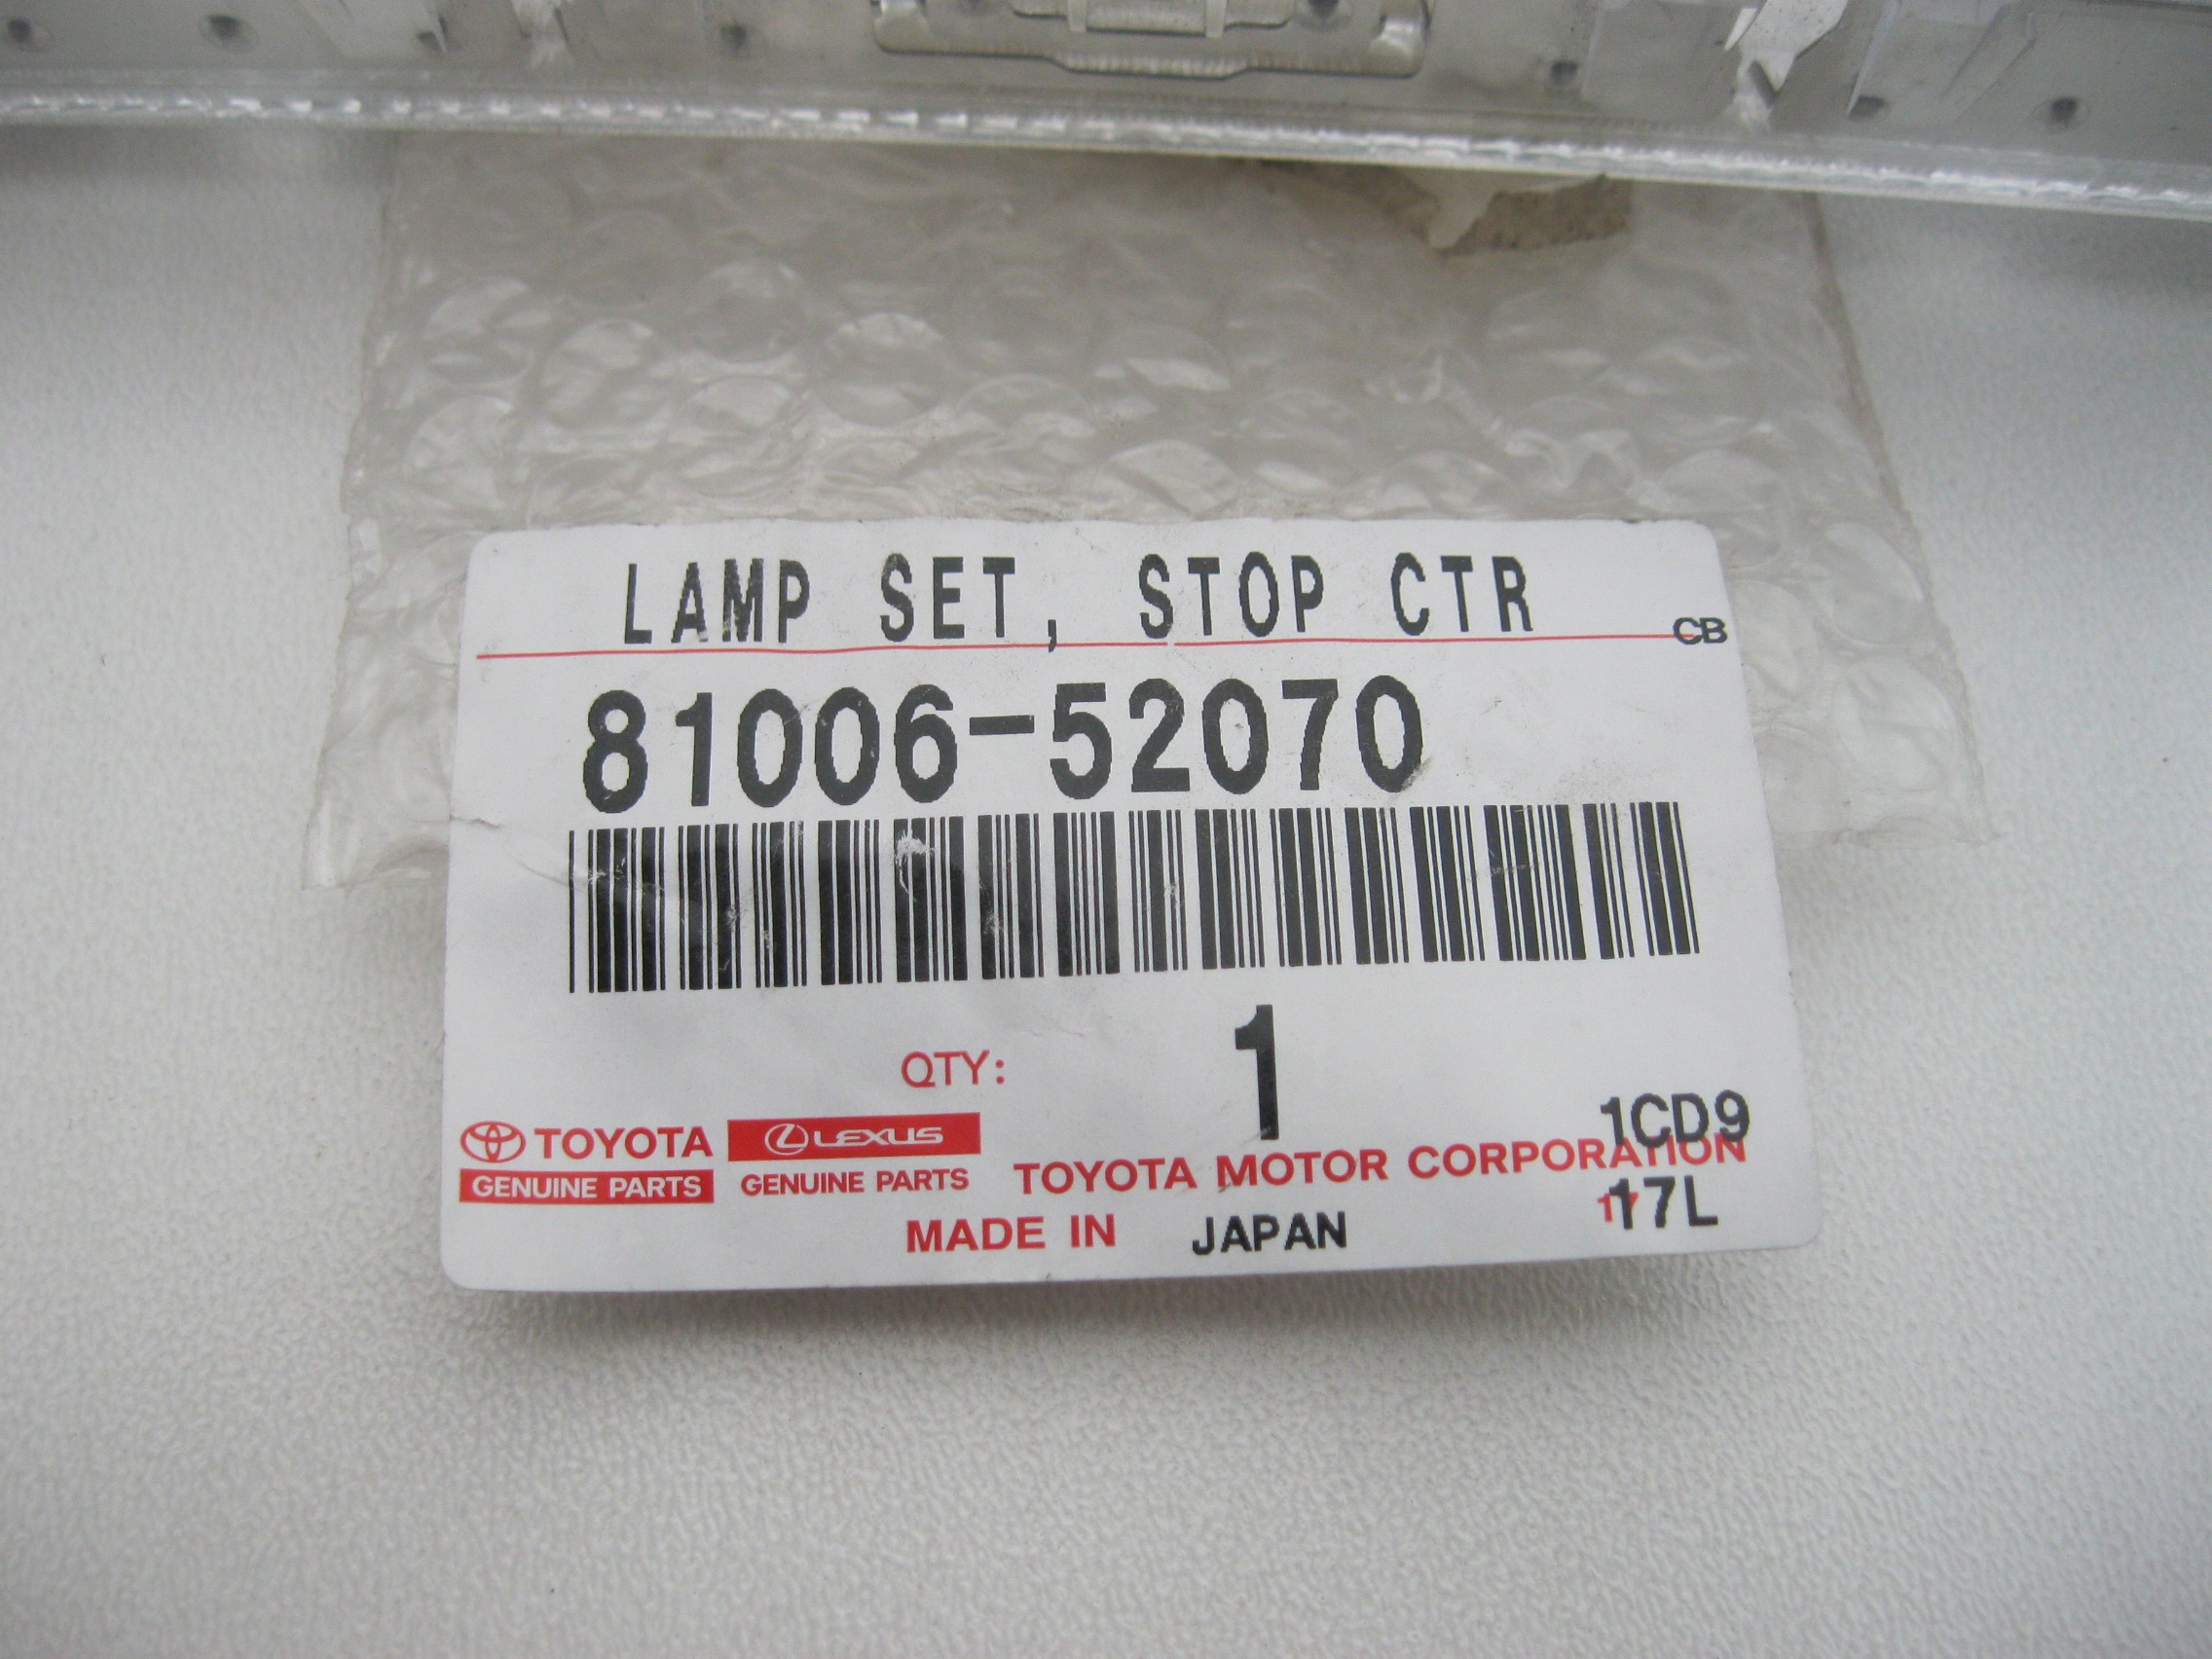 LAMP SET, STOP CTR
CB
81006-52070
QTY: 1
1CD9
TOYOTA LEXUS
GENUINE PARTS GENUINE PARTS
TOYOTA MOTOR CORPORATION
17 17L
MADE IN JAPAN